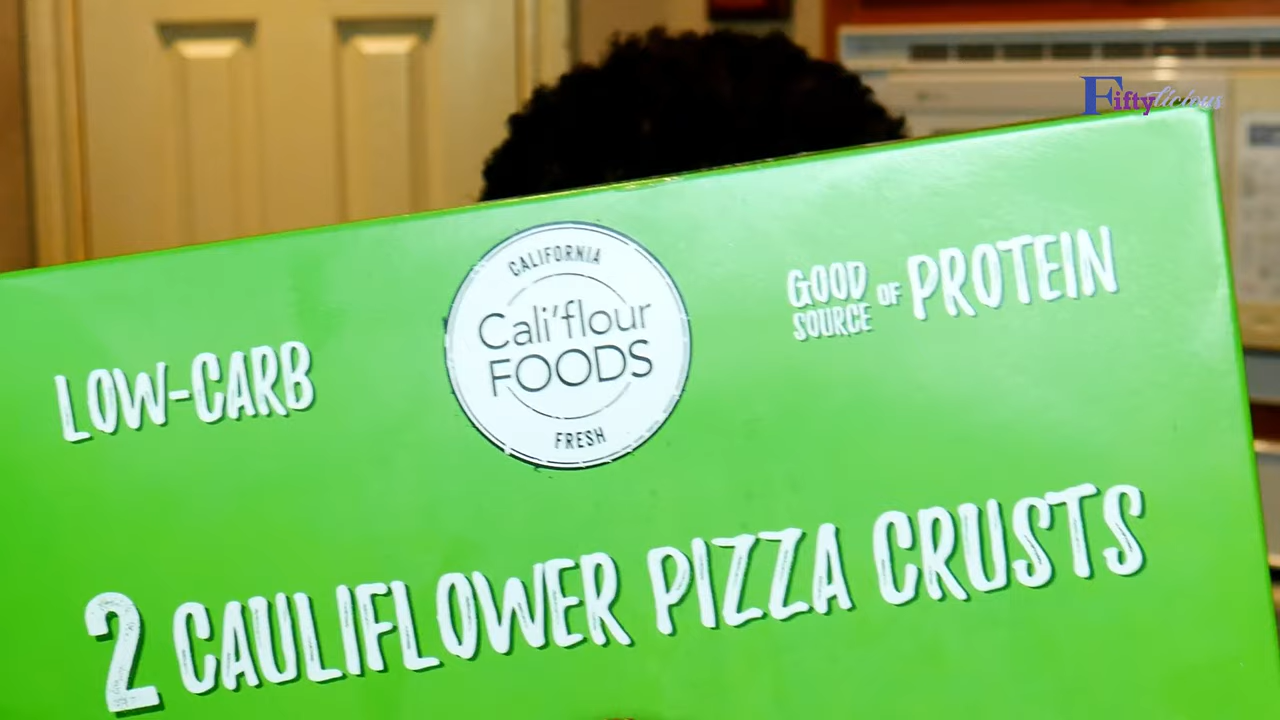 Fiftylicious
CALIFORNIA
Cali'flour
FOODS
FRESH
LOW-CARB
GOOD
SOURCE
OF PROTEIN
2 CAULIFLOWER PIZZA CRUSTS